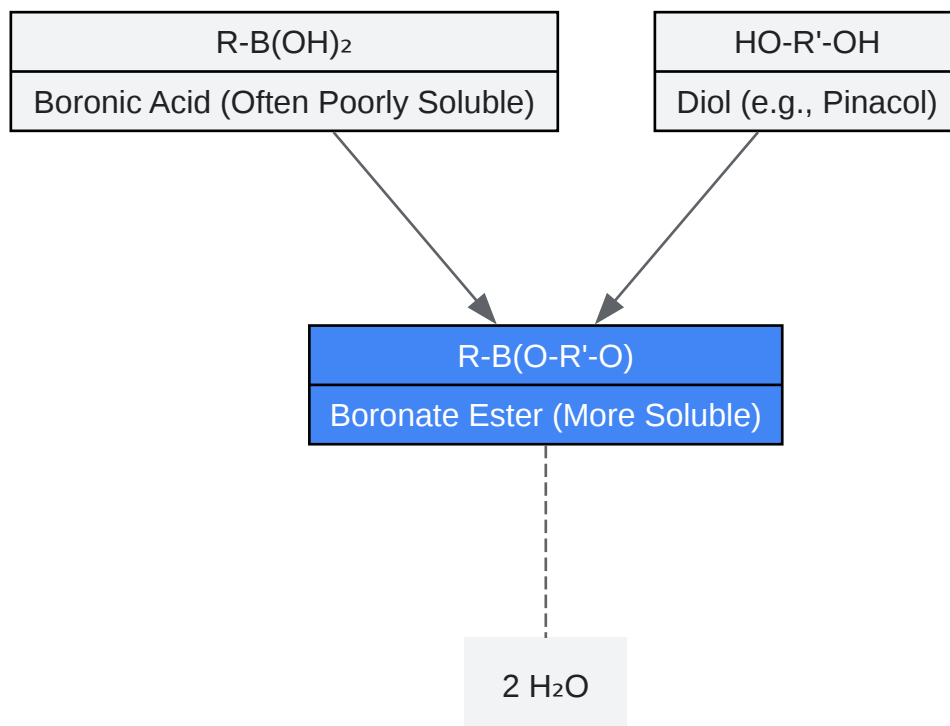 R-B(OH)₂
Boronic Acid (Often Poorly Soluble)
HO-R'-OH
Diol (e.g., Pinacol)
R-B(O-R'-O)
Boronate Ester (More Soluble)
2 H₂O